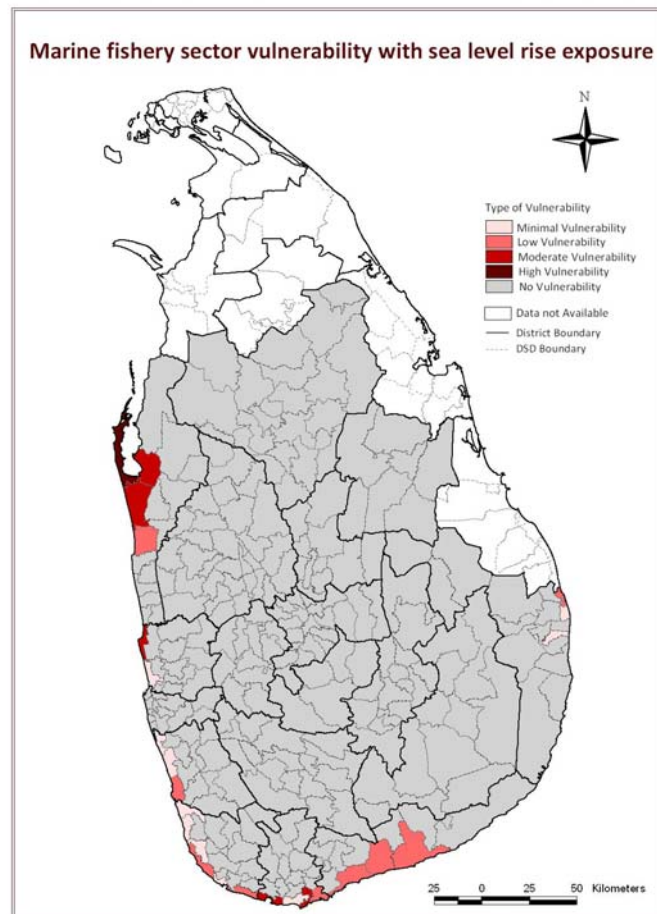 Marine fishery sector vulnerability with sea level rise exposure
N
Type of Vulnerability
Minimal Vulnerability
Low Vulnerability
Moderate Vulnerability
High Vulnerability
No Vulnerability
Data not Available
District Boundary
DSD Boundary
25 0 25 50 Kilometers